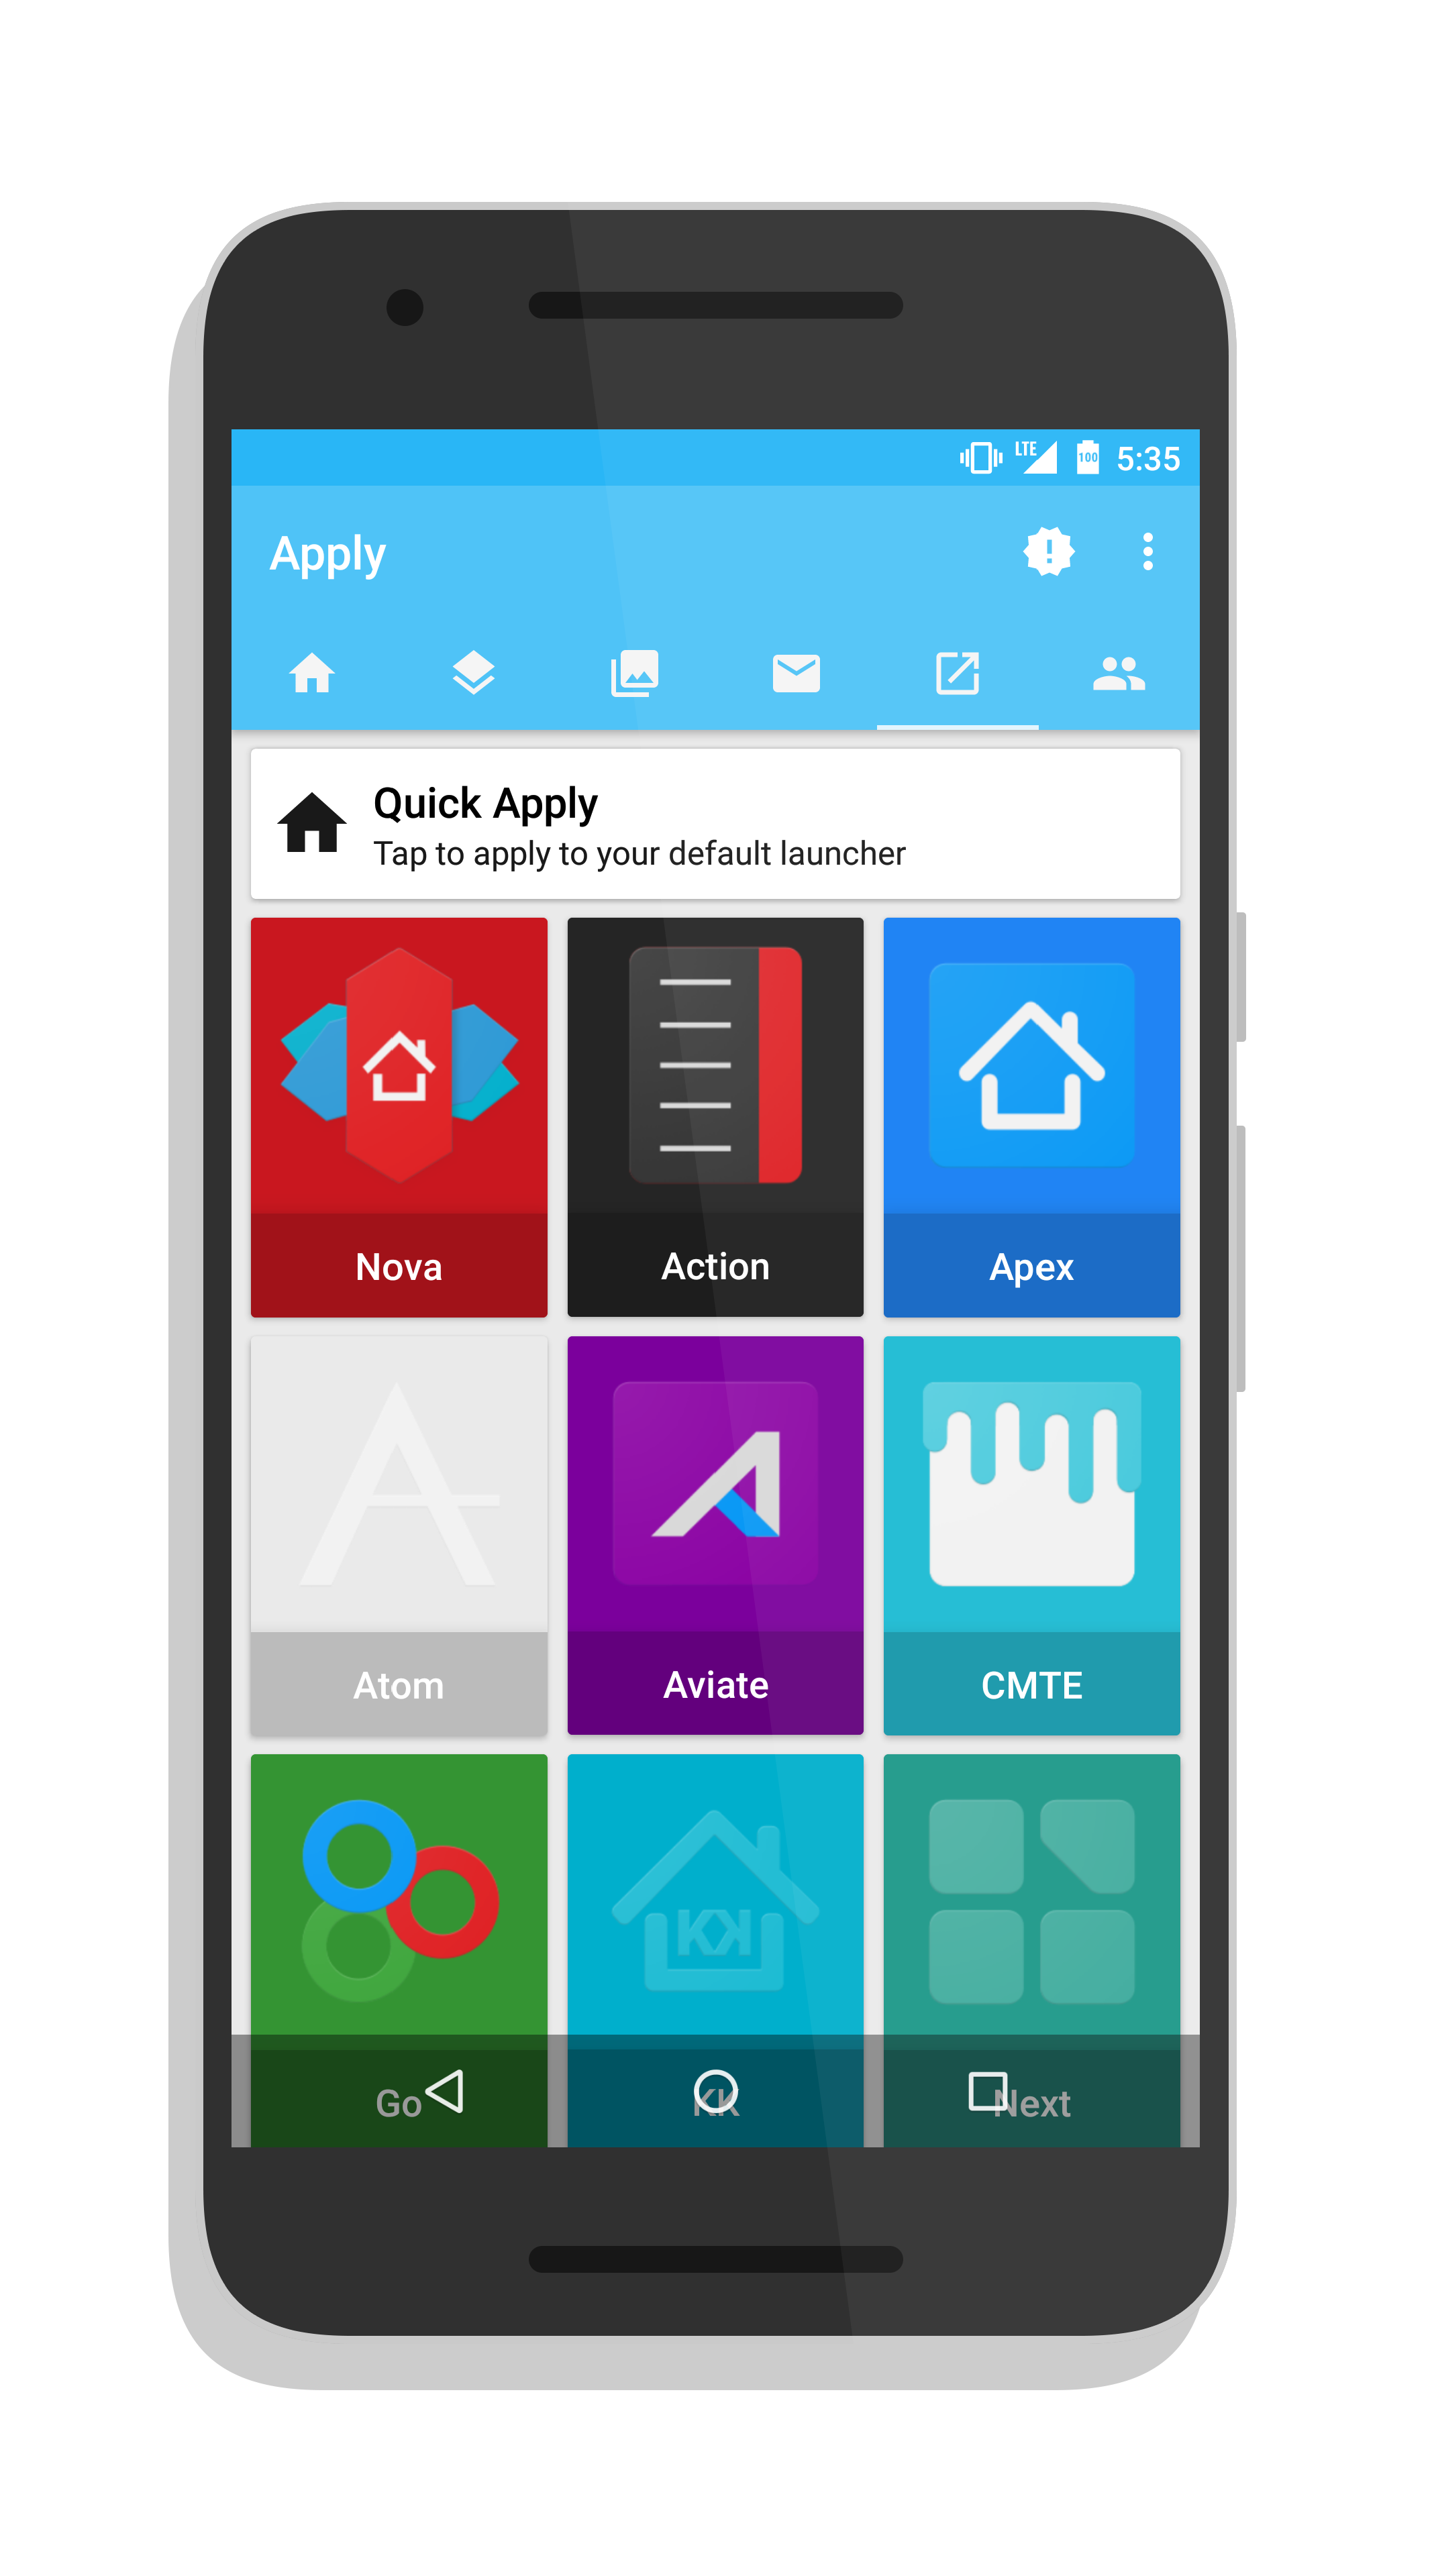 LTE 100 5:35
Apply
Quick Apply
Tap to apply to your default launcher
Nova Action Apex
Atom Aviate CMTE
KK
Go KK Next